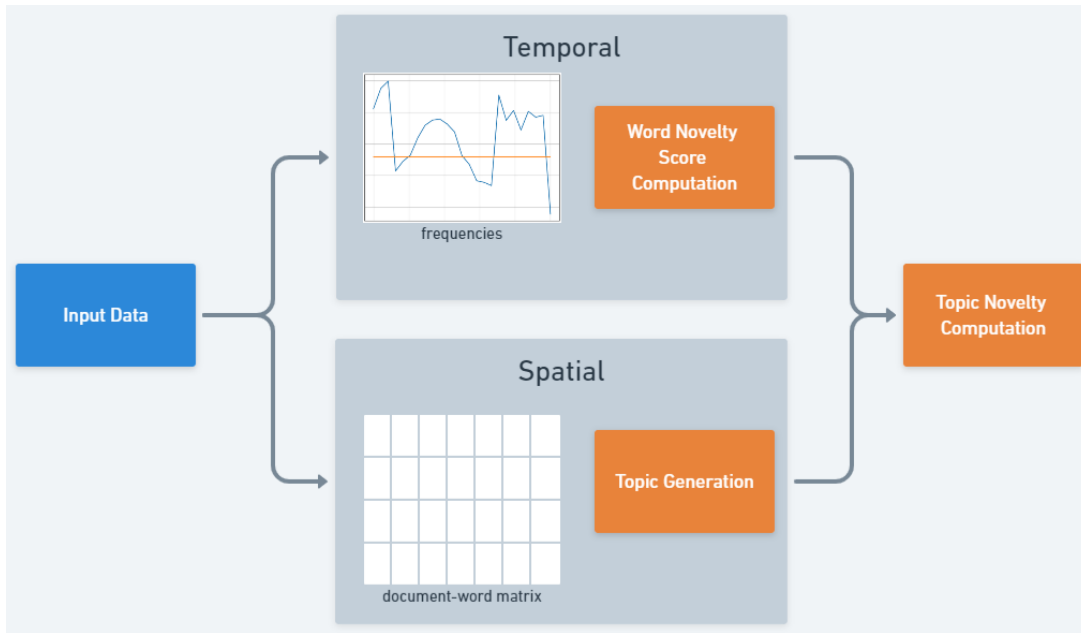 Temporal
frequencies
Word Novelty
Score
Computation
Input Data
Spatial
document-word matrix
Topic Generation
Topic Novelty
Computation